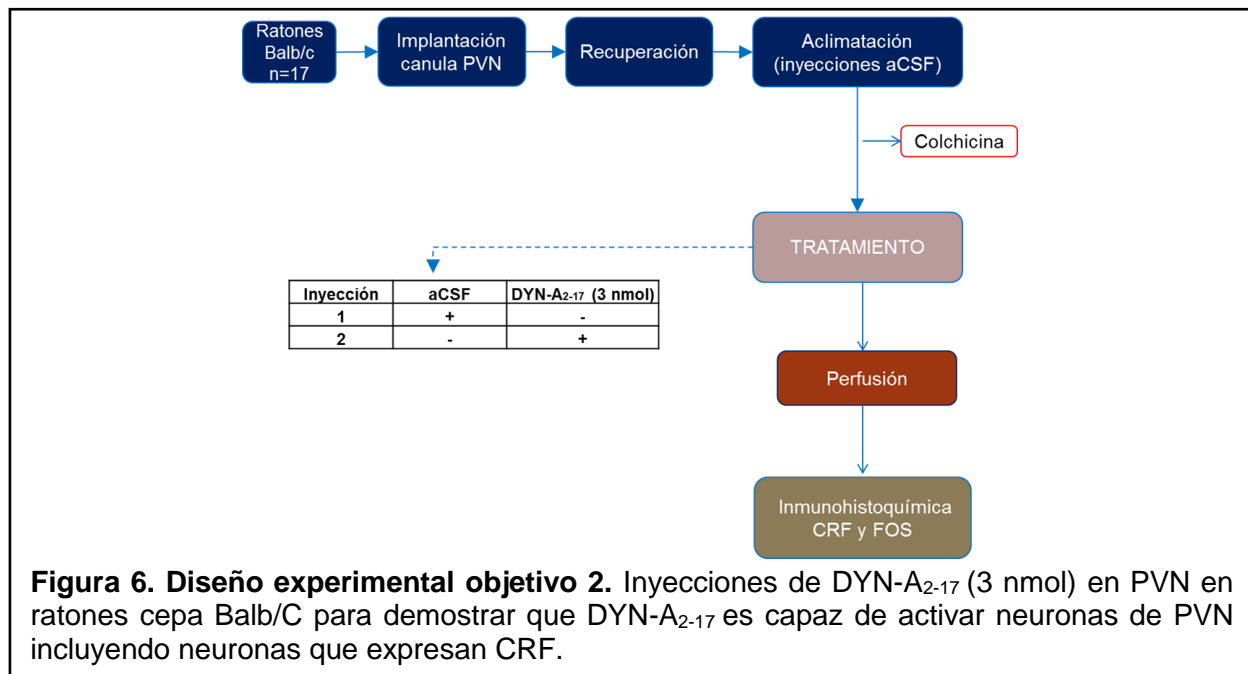 Ratones
Balb/c
n=17
Implantación
canula PVN
Recuperación
Aclimatación
(inyecciones aCSF)
Colchicina
TRATAMIENTO
Inyección aCSF DYN-A2-17 (3 nmol)
1 + -
2 - +
Perfusión
Inmunohistoquímica
CRF y FOS
Figura 6. Diseño experimental objetivo 2. Inyecciones de DYN-A2-17 (3 nmol) en PVN en
ratones cepa Balb/C para demostrar que DYN-A2-17 es capaz de activar neuronas de PVN
incluyendo neuronas que expresan CRF.